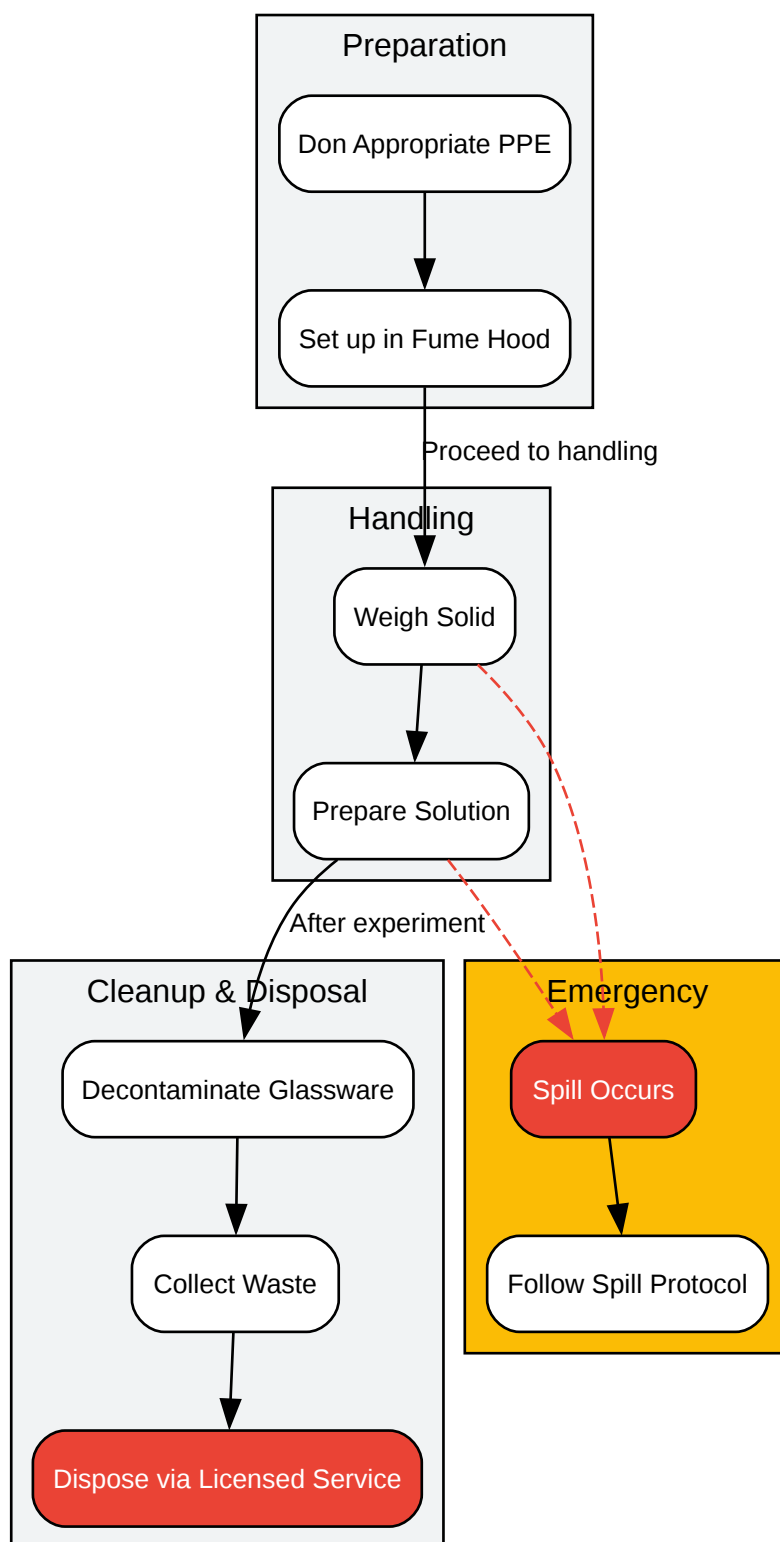 Preparation
Don Appropriate PPE
Set up in Fume Hood
Proceed to handling
Handling
Weigh Solid
Prepare Solution
After experiment
Cleanup & Disposal
Decontaminate Glassware
Collect Waste
Dispose via Licensed Service
Emergency
Spill Occurs
Follow Spill Protocol